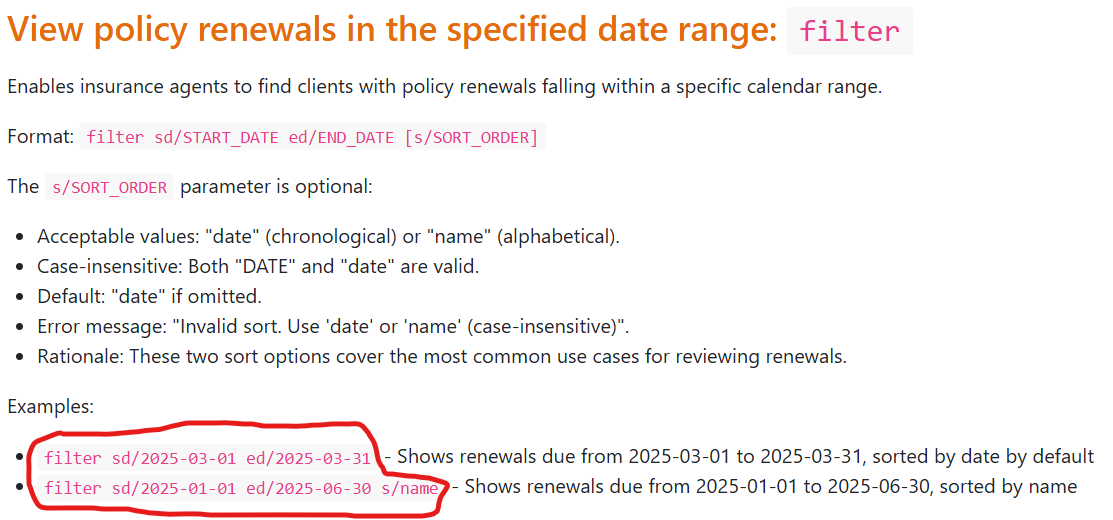 View policy renewals in the specified date range: filter
Enables insurance agents to find clients with policy renewals falling within a specific calendar range.
Format: filter sd/START_DATE ed/END_DATE [s/SORT_ORDER]
The s/SORT_ORDER parameter is optional:
• Acceptable values: "date" (chronological) or "name" (alphabetical).
• Case-insensitive: Both "DATE" and "date" are valid.
• Default: "date" if omitted.
• Error message: "Invalid sort. Use 'date' or 'name' (case-insensitive)".
• Rationale: These two sort options cover the most common use cases for reviewing renewals.
Examples:
• filter sd/2025-03-01 ed/2025-03-31 - Shows renewals due from 2025-03-01 to 2025-03-31, sorted by date by default
• filter sd/2025-01-01 ed/2025-06-30 s/name - Shows renewals due from 2025-01-01 to 2025-06-30, sorted by name